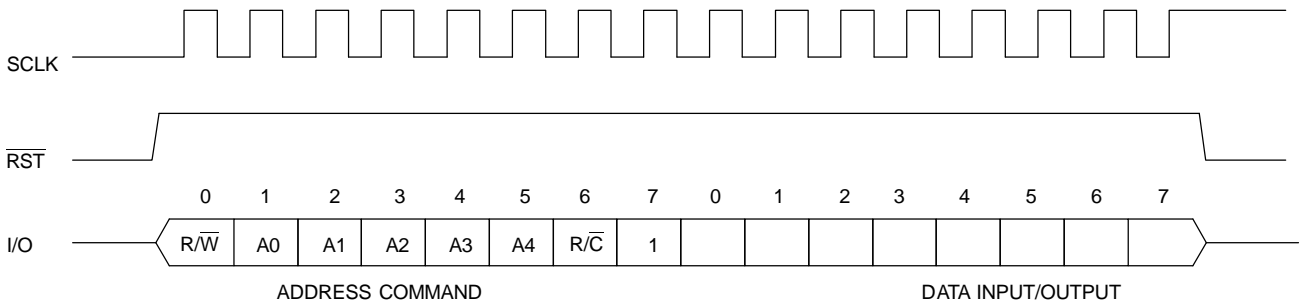 SCLK
R̅S̅T̅
0 1 2 3 4 5 6 7 0 1 2 3 4 5 6 7
I/O R/W̅ A0 A1 A2 A3 A4 R/C̅ 1
ADDRESS COMMAND DATA INPUT/OUTPUT